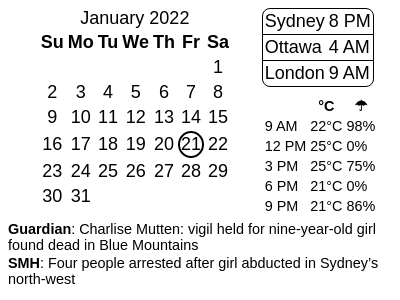 January 2022
Su Mo Tu We Th Fr Sa
1
2 3 4 5 6 7 8
9 10 11 12 13 14 15
16 17 18 19 20 21 22
23 24 25 26 27 28 29
30 31
Sydney 8 PM
Ottawa 4 AM
London 9 AM
°C ☂
9 AM 22°C 98%
12 PM 25°C 0%
3 PM 25°C 75%
6 PM 21°C 0%
9 PM 21°C 86%
Guardian: Charlise Mutten: vigil held for nine-year-old girl
found dead in Blue Mountains
SMH: Four people arrested after girl abducted in Sydney’s
north-west